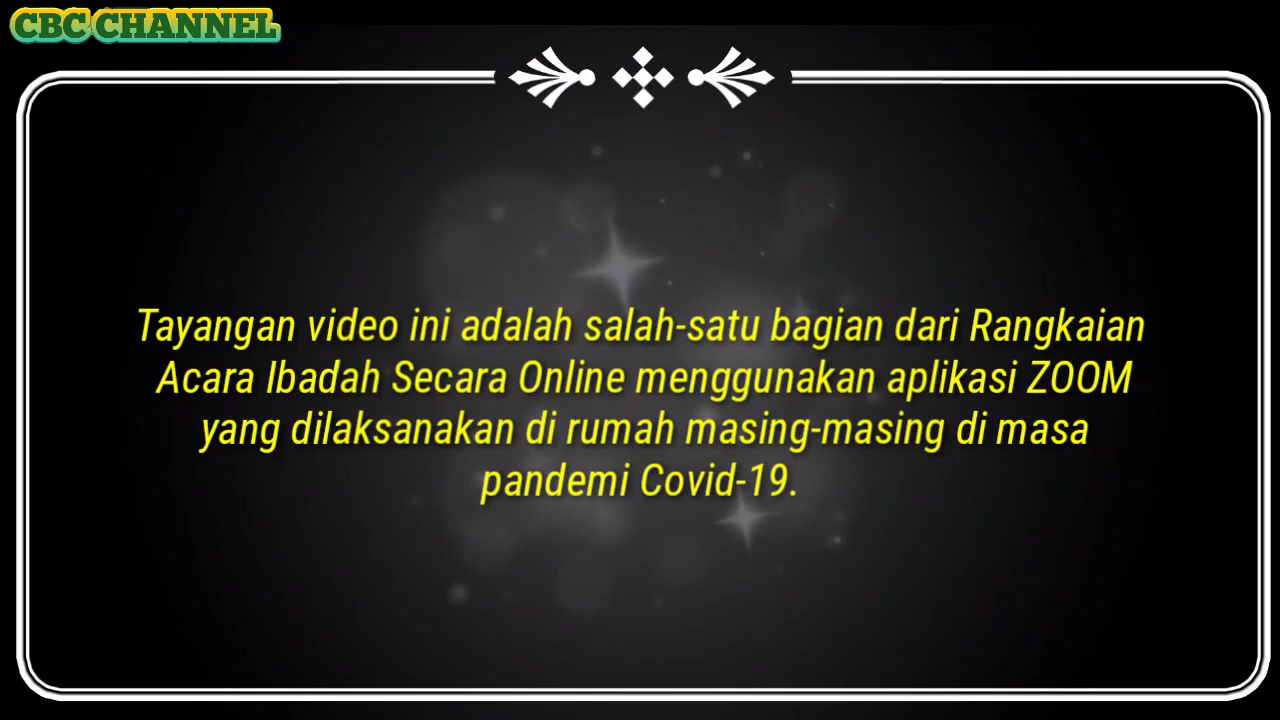 CBC CHANNEL
Tayangan video ini adalah salah-satu bagian dari Rangkaian
Acara Ibadah Secara Online menggunakan aplikasi ZOOM
yang dilaksanakan di rumah masing-masing di masa
pandemi Covid-19.